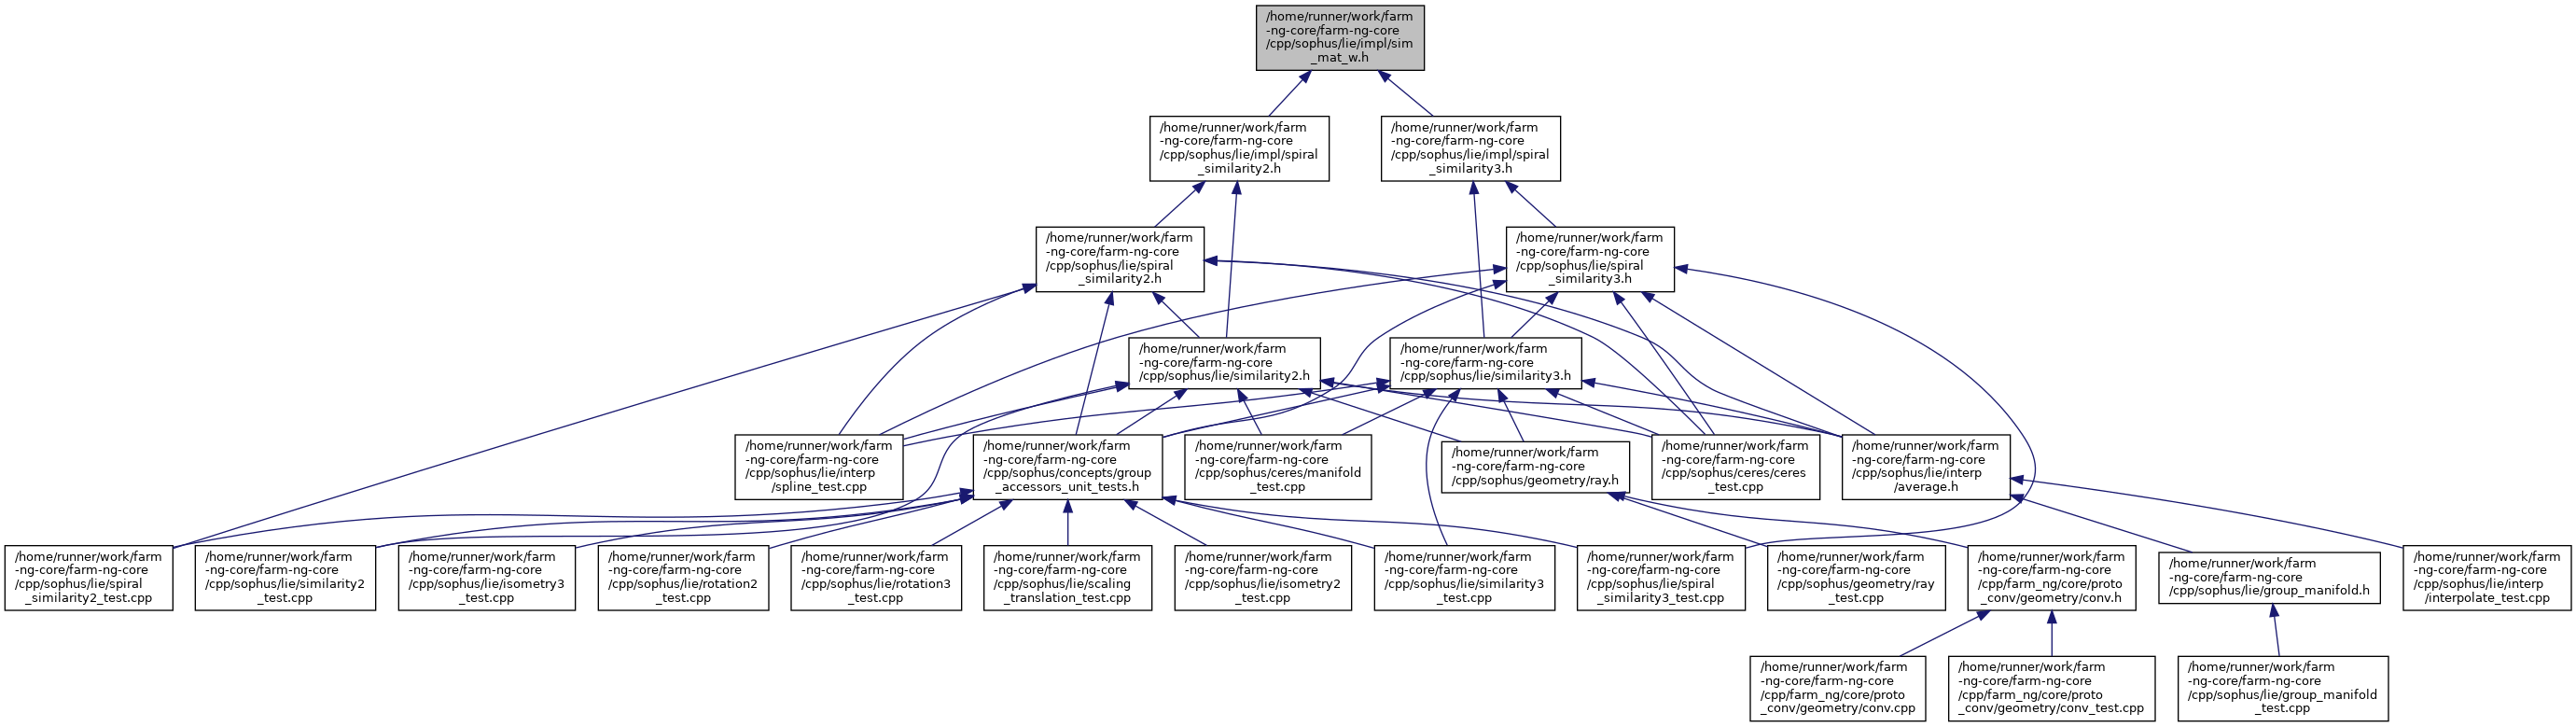 /home/runner/work/farm
-ng-core/farm-ng-core
/cpp/sophus/lie/impl/sim
_mat_w.h
/home/runner/work/farm
-ng-core/farm-ng-core
/cpp/sophus/lie/impl/spiral
_similarity2.h
/home/runner/work/farm
-ng-core/farm-ng-core
/cpp/sophus/lie/impl/spiral
_similarity3.h
/home/runner/work/farm
-ng-core/farm-ng-core
/cpp/sophus/lie/spiral
_similarity2.h
/home/runner/work/farm
-ng-core/farm-ng-core
/cpp/sophus/lie/spiral
_similarity3.h
/home/runner/work/farm
-ng-core/farm-ng-core
/cpp/sophus/lie/similarity2.h
/home/runner/work/farm
-ng-core/farm-ng-core
/cpp/sophus/lie/similarity3.h
/home/runner/work/farm
-ng-core/farm-ng-core
/cpp/sophus/lie/interp
/spline_test.cpp
/home/runner/work/farm
-ng-core/farm-ng-core
/cpp/sophus/concepts/group
_accessors_unit_tests.h
/home/runner/work/farm
-ng-core/farm-ng-core
/cpp/sophus/ceres/manifold
_test.cpp
/home/runner/work/farm
-ng-core/farm-ng-core
/cpp/sophus/geometry/ray.h
/home/runner/work/farm
-ng-core/farm-ng-core
/cpp/sophus/ceres/ceres
_test.cpp
/home/runner/work/farm
-ng-core/farm-ng-core
/cpp/sophus/lie/interp
/average.h
/home/runner/work/farm
-ng-core/farm-ng-core
/cpp/sophus/lie/spiral
_similarity2_test.cpp
/home/runner/work/farm
-ng-core/farm-ng-core
/cpp/sophus/lie/similarity2
_test.cpp
/home/runner/work/farm
-ng-core/farm-ng-core
/cpp/sophus/lie/isometry3
_test.cpp
/home/runner/work/farm
-ng-core/farm-ng-core
/cpp/sophus/lie/rotation2
_test.cpp
/home/runner/work/farm
-ng-core/farm-ng-core
/cpp/sophus/lie/rotation3
_test.cpp
/home/runner/work/farm
-ng-core/farm-ng-core
/cpp/sophus/lie/scaling
_translation_test.cpp
/home/runner/work/farm
-ng-core/farm-ng-core
/cpp/sophus/lie/isometry2
_test.cpp
/home/runner/work/farm
-ng-core/farm-ng-core
/cpp/sophus/lie/similarity3
_test.cpp
/home/runner/work/farm
-ng-core/farm-ng-core
/cpp/sophus/lie/spiral
_similarity3_test.cpp
/home/runner/work/farm
-ng-core/farm-ng-core
/cpp/sophus/geometry/ray
_test.cpp
/home/runner/work/farm
-ng-core/farm-ng-core
/cpp/farm_ng/core/proto
_conv/geometry/conv.h
/home/runner/work/farm
-ng-core/farm-ng-core
/cpp/sophus/lie/group_manifold.h
/home/runner/work/farm
-ng-core/farm-ng-core
/cpp/sophus/lie/interp
/interpolate_test.cpp
/home/runner/work/farm
-ng-core/farm-ng-core
/cpp/farm_ng/core/proto
_conv/geometry/conv.cpp
/home/runner/work/farm
-ng-core/farm-ng-core
/cpp/farm_ng/core/proto
_conv/geometry/conv_test.cpp
/home/runner/work/farm
-ng-core/farm-ng-core
/cpp/sophus/lie/group_manifold
_test.cpp